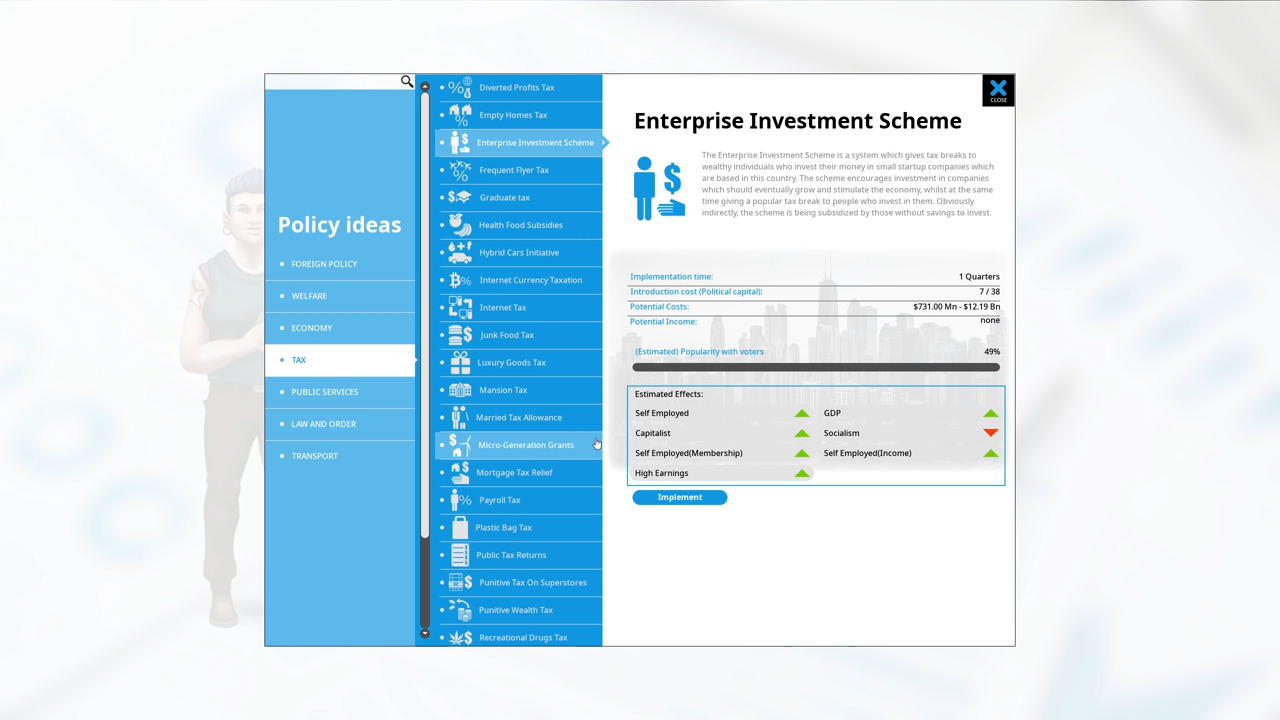 Policy ideas
FOREIGN POLICY
WELFARE
ECONOMY
TAX
PUBLIC SERVICES
LAW AND ORDER
TRANSPORT
Diverted Profits Tax
Empty Homes Tax
Enterprise Investment Scheme
Frequent Flyer Tax
Graduate tax
Health Food Subsidies
Hybrid Cars Initiative
Internet Currency Taxation
Internet Tax
Junk Food Tax
Luxury Goods Tax
Mansion Tax
Married Tax Allowance
Micro-Generation Grants
Mortgage Tax Relief
Payroll Tax
Plastic Bag Tax
Public Tax Returns
Punitive Tax On Superstores
Punitive Wealth Tax
Recreational Drugs Tax
CLOSE
Enterprise Investment Scheme
The Enterprise Investment Scheme is a system which gives tax breaks to
wealthy individuals who invest their money in small startup companies which
are based in this country. The scheme encourages investment in companies
which should eventually grow and stimulate the economy, whilst at the same
time giving a popular tax break to people who invest in them. Obviously
indirectly, the scheme is being subsidized by those without savings to invest.
Implementation time: 1 Quarters
Introduction cost (Political capital): 7 / 38
Potential Costs: $731.00 Mn - $12.19 Bn
Potential Income: none
(Estimated) Popularity with voters 49%
Estimated Effects:
Self Employed GDP
Capitalist Socialism
Self Employed(Membership) Self Employed(Income)
High Earnings
Implement